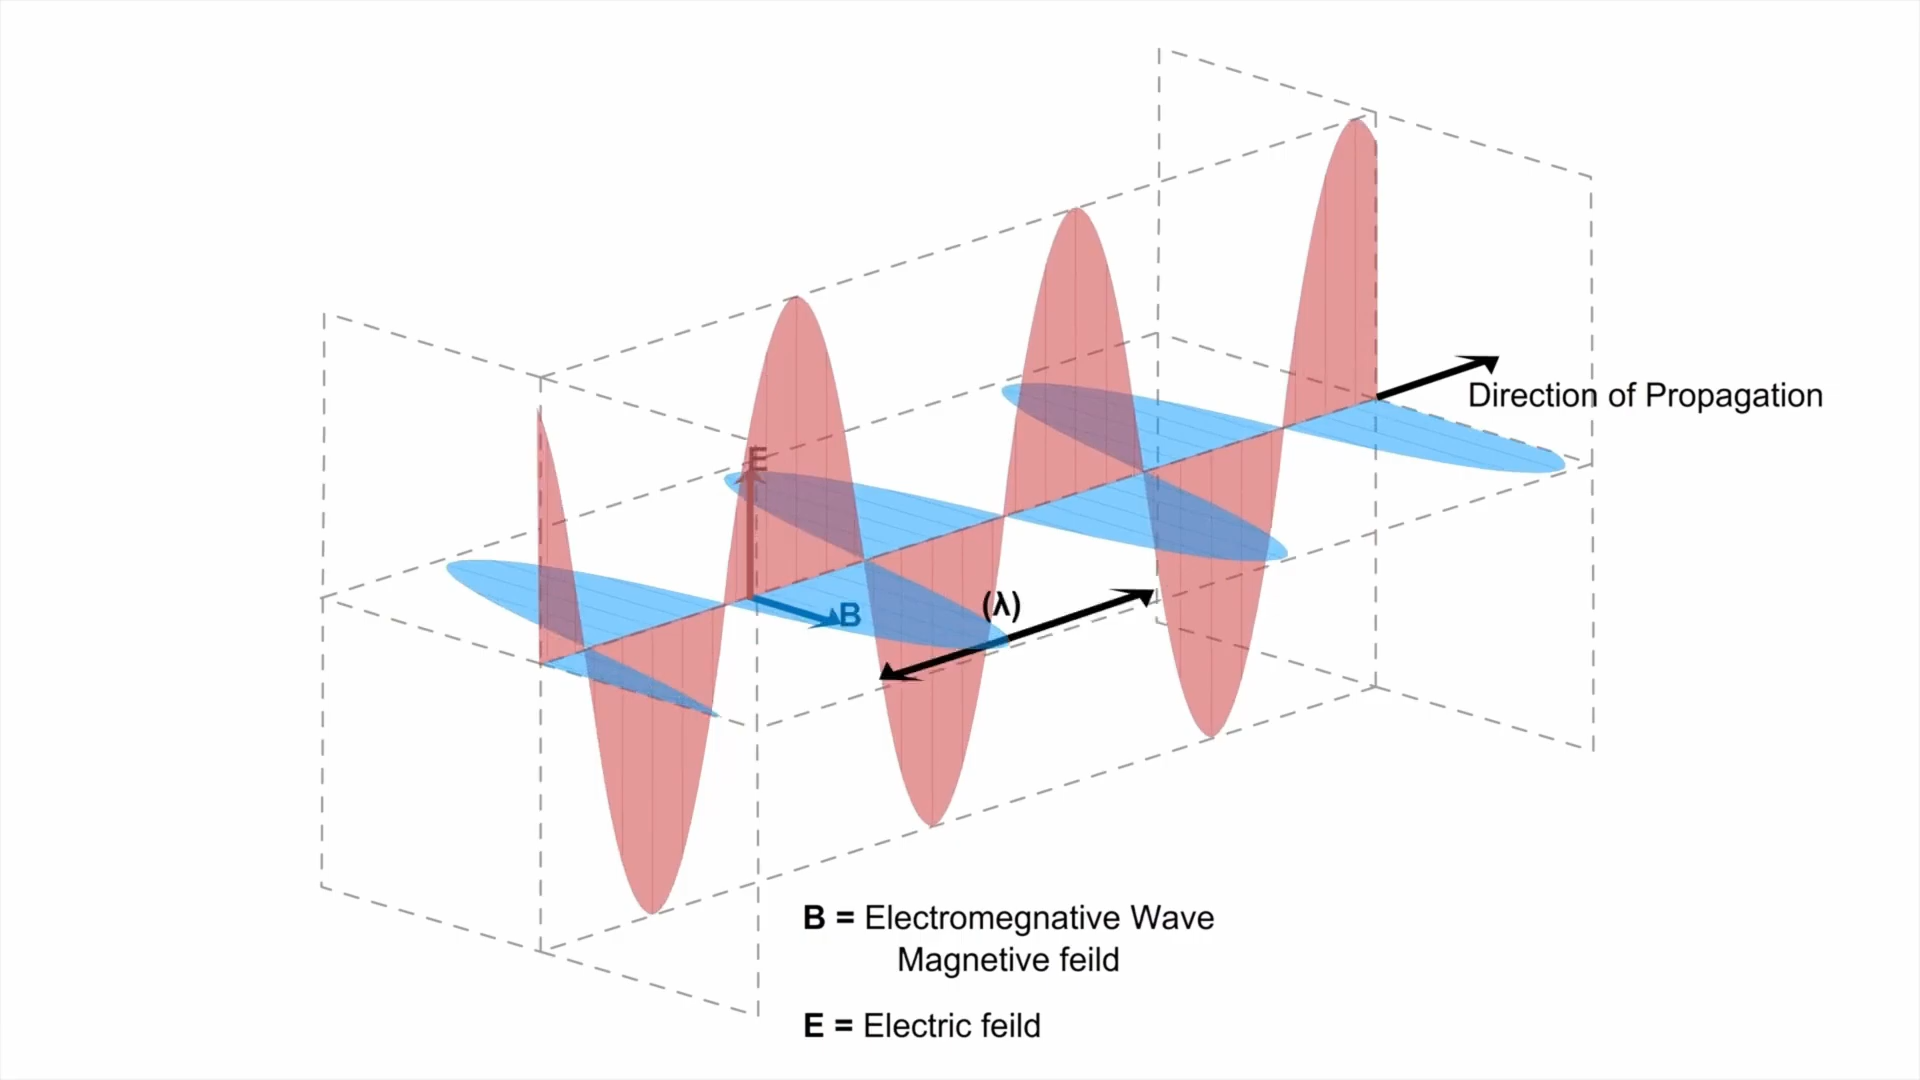 E
Direction of Propagation
(λ)
B
B = Electromegnative Wave
Magnetive feild
E = Electric feild